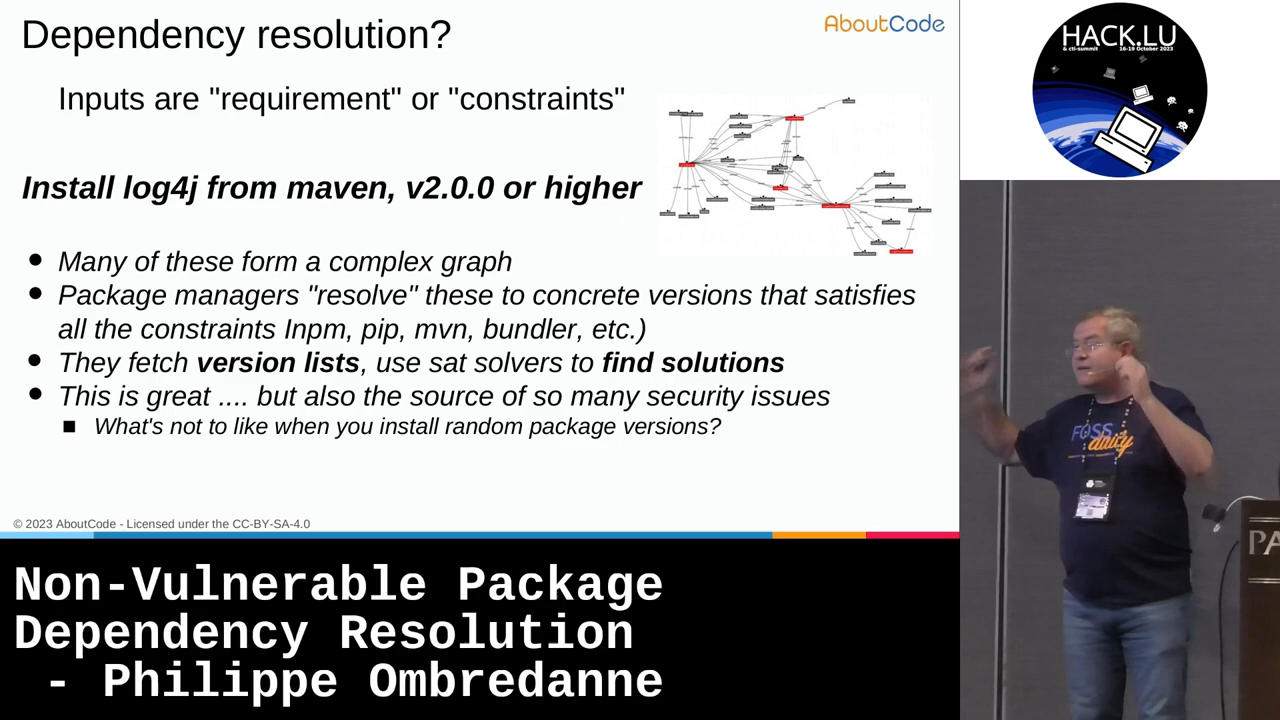 Dependency resolution?
AboutCode
Inputs are "requirement" or "constraints"
Install log4j from maven, v2.0.0 or higher
Many of these form a complex graph
Package managers "resolve" these to concrete versions that satisfies
all the constraints Inpm, pip, mvn, bundler, etc.)
They fetch version lists, use sat solvers to find solutions
This is great .... but also the source of so many security issues
What's not to like when you install random package versions?
© 2023 AboutCode - Licensed under the CC-BY-SA-4.0
Non-Vulnerable Package
Dependency Resolution
- Philippe Ombredanne
HACK.LU
& cti-summit 16-19 October 2023
FOSS
dairy
PA